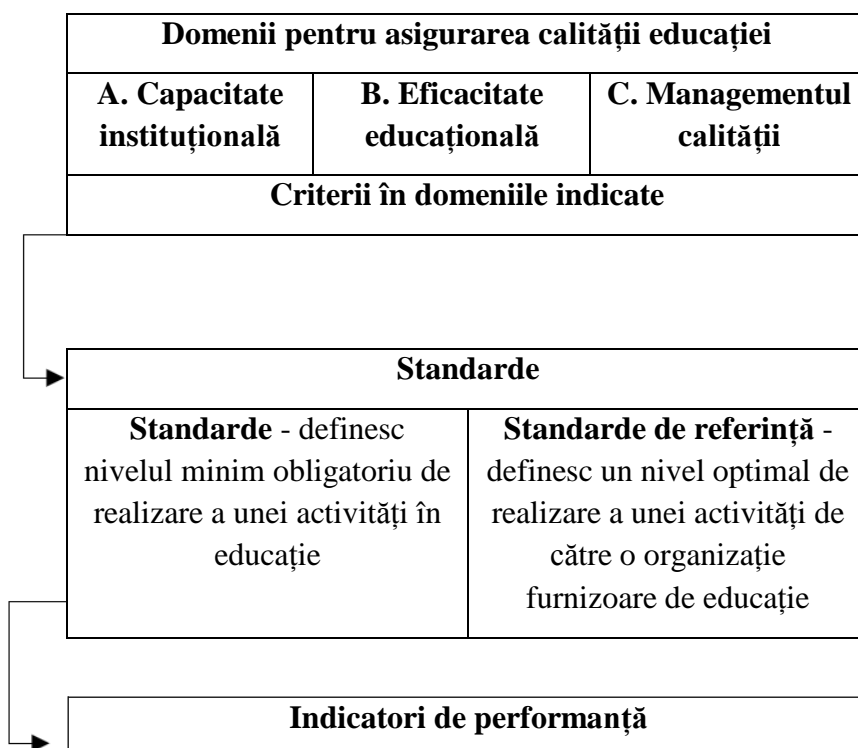 Domenii pentru asigurarea calității educației
A. Capacitate
instituțională
B. Eficacitate
educațională
C. Managementul
calității
Criterii în domeniile indicate
Standarde
Standarde - definesc
nivelul minim obligatoriu de
realizare a unei activități în
educație
Standarde de referință -
definesc un nivel optimal de
realizare a unei activități de
către o organizație
furnizoare de educație
Indicatori de performanță